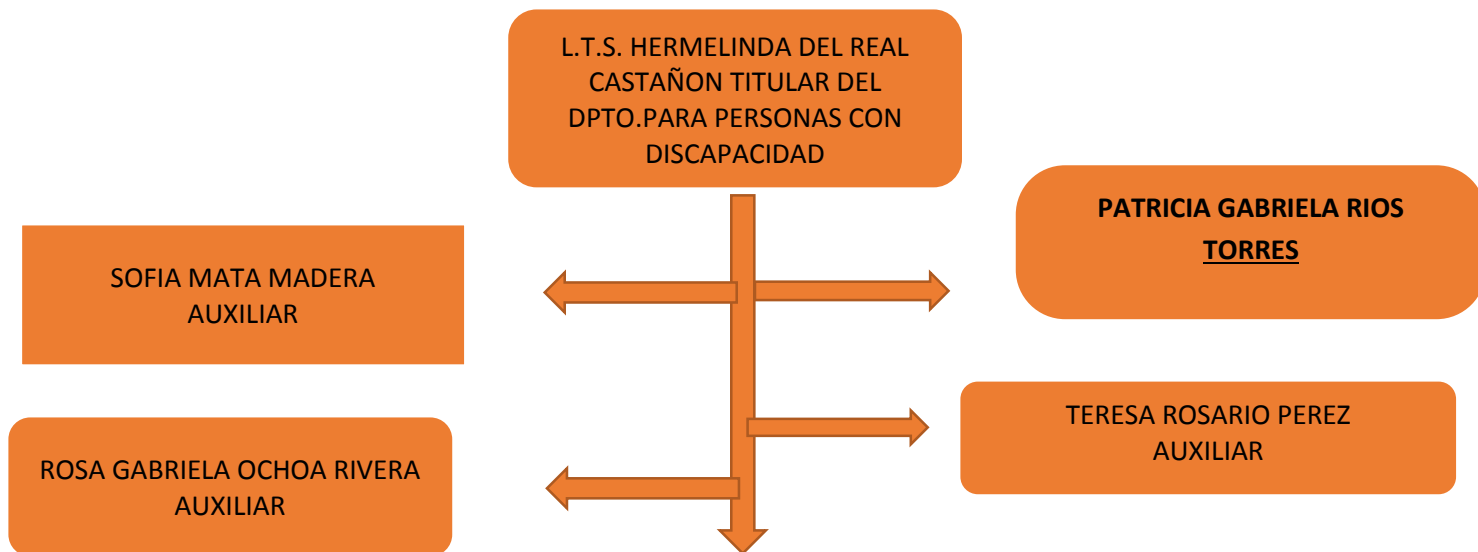 L.T.S. HERMELINDA DEL REAL
CASTAÑON TITULAR DEL
DPTO.PARA PERSONAS CON
DISCAPACIDAD
PATRICIA GABRIELA RIOS
TORRES
SOFIA MATA MADERA
AUXILIAR
TERESA ROSARIO PEREZ
AUXILIAR
ROSA GABRIELA OCHOA RIVERA
AUXILIAR